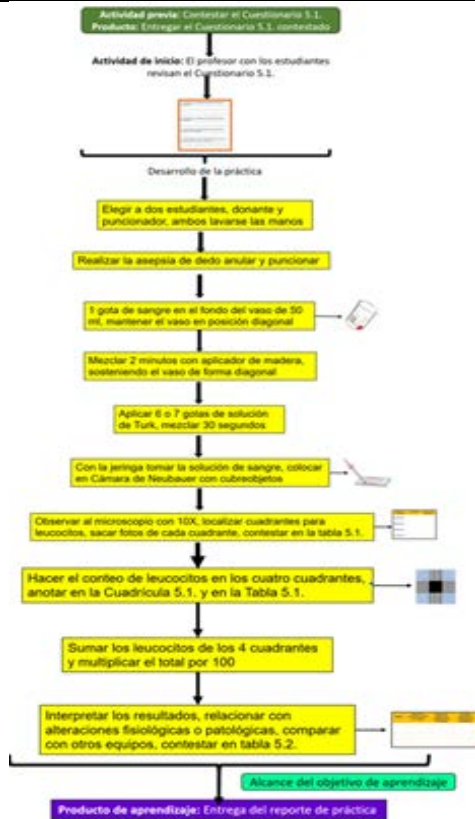 Actividad previa: Contestar el Cuestionario 5.1.
Producto: Entregar el Cuestionario 5.1. contestado
Actividad de inicio: El profesor con los estudiantes
revisan el Cuestionario 5.1.
Desarrollo de la práctica
Elegir a dos estudiantes, donante y
puncionador, ambos lavarse las manos
Realizar la asepsia de dedo anular y puncionar
1 gota de sangre en el fondo del vaso de 50
ml, mantener el vaso en posición diagonal
Mezclar 2 minutos con aplicador de madera,
sosteniendo el vaso de forma diagonal
Aplicar 6 o 7 gotas de solución
de Turk, mezclar 30 segundos
Con la jeringa tomar la solución de sangre, colocar
en Cámara de Neubauer con cubreobjetos
Observar al microscopio con 10X, localizar cuadrantes para
leucocitos, sacar fotos de cada cuadrante, contestar en la tabla 5.1.
Hacer el conteo de leucocitos en los cuatro cuadrantes,
anotar en la Cuadrícula 5.1. y en la Tabla 5.1.
Sumar los leucocitos de los 4 cuadrantes
y multiplicar el total por 100
Interpretar los resultados, relacionar con
alteraciones fisiológicas o patológicas, comparar
con otros equipos, contestar en tabla 5.2.
Alcance del objetivo de aprendizaje
Producto de aprendizaje: Entrega del reporte de práctica